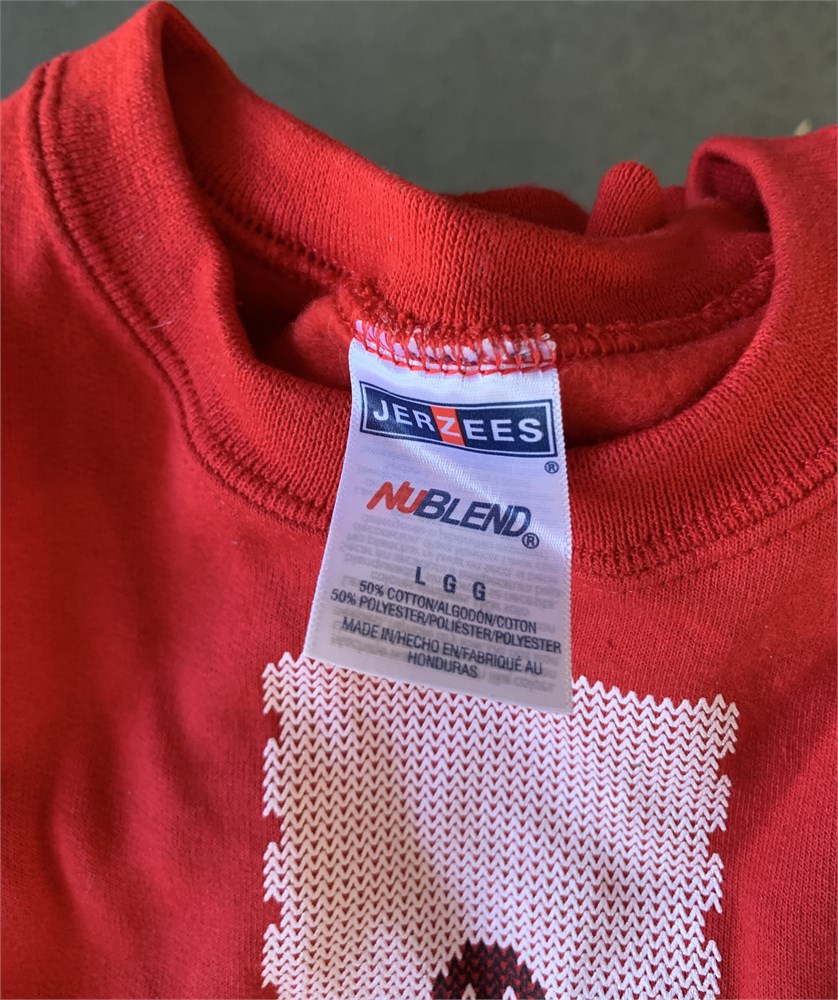 JERZEES
®
NUBLEND®
L G G
50% COTTON/ALGODÓN/COTON
50% POLYESTER/POLIÉSTER/POLYESTER
MADE IN/HECHO EN/FABRIQUÉ AU
HONDURAS